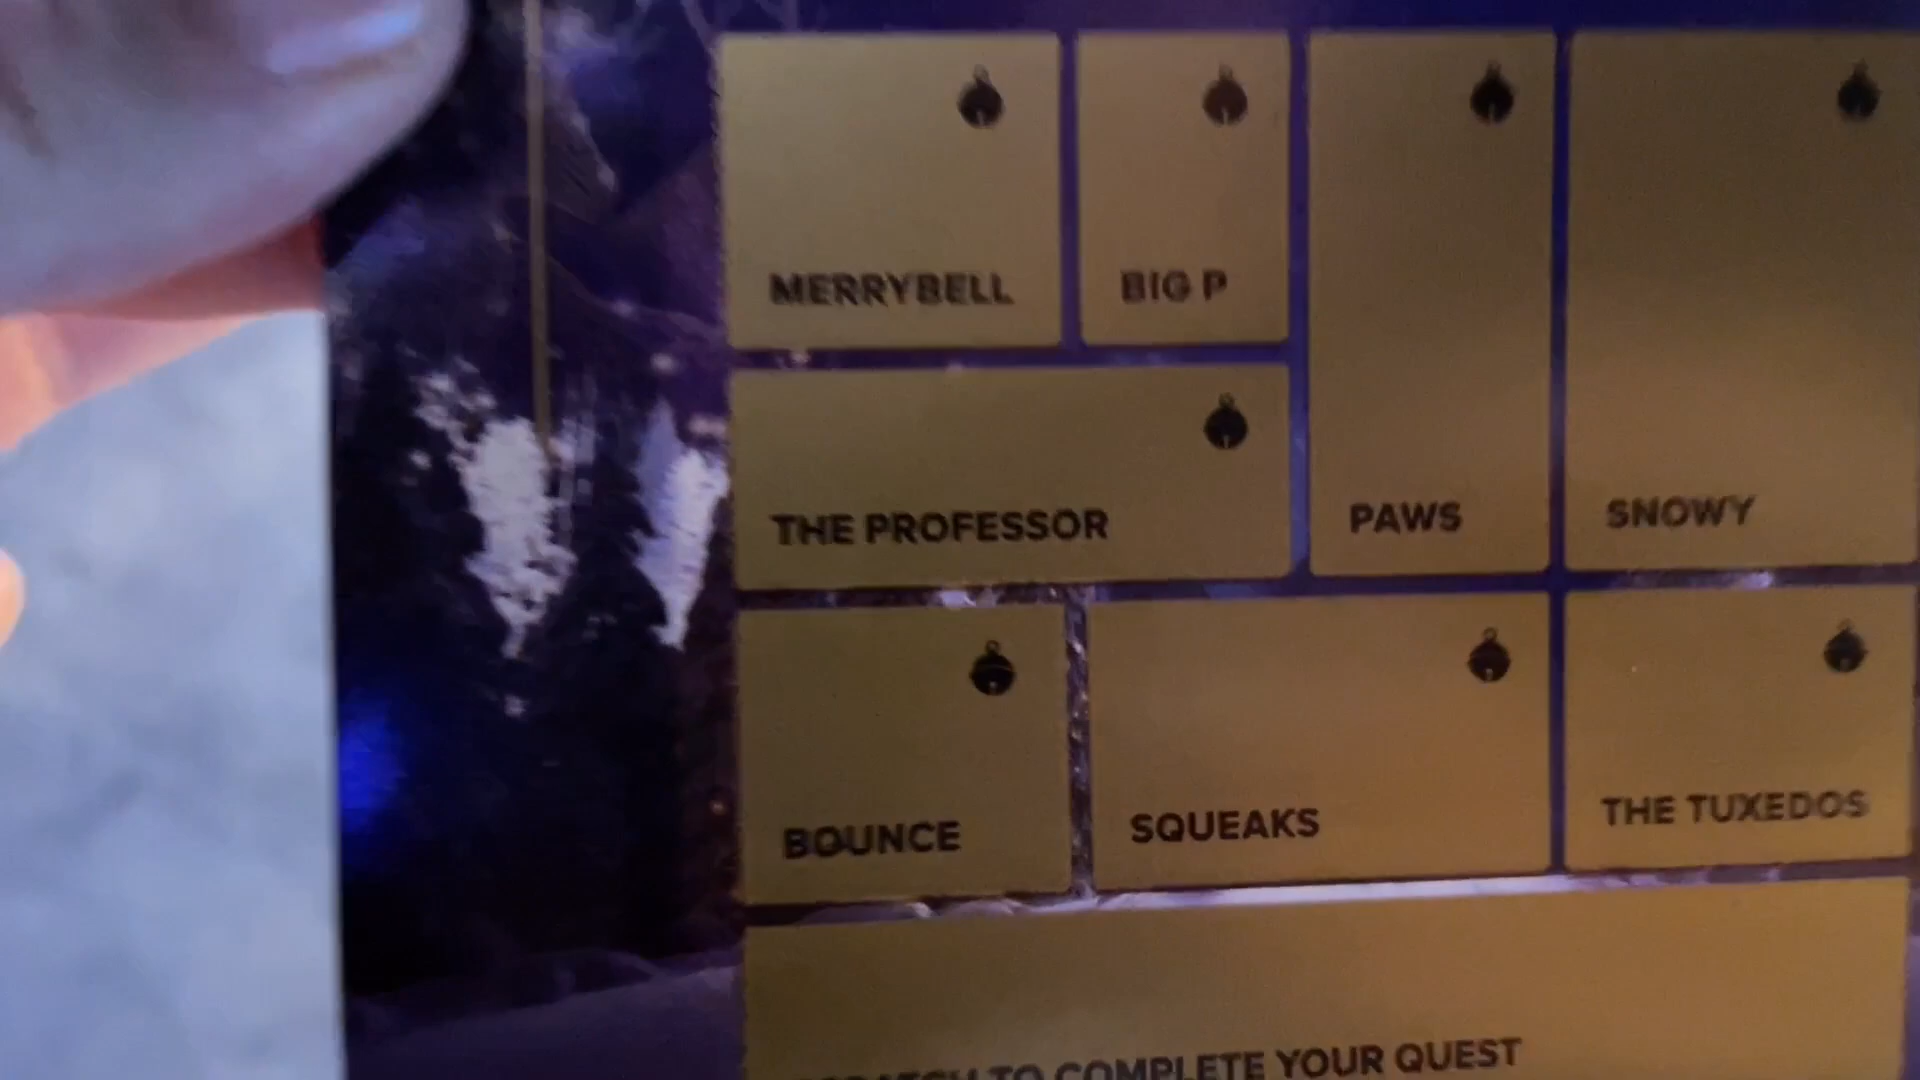 MERRYBELL
BIG P
THE PROFESSOR
PAWS
SNOWY
BOUNCE
SQUEAKS
THE TUXEDOS
TO COMPLETE YOUR QUEST